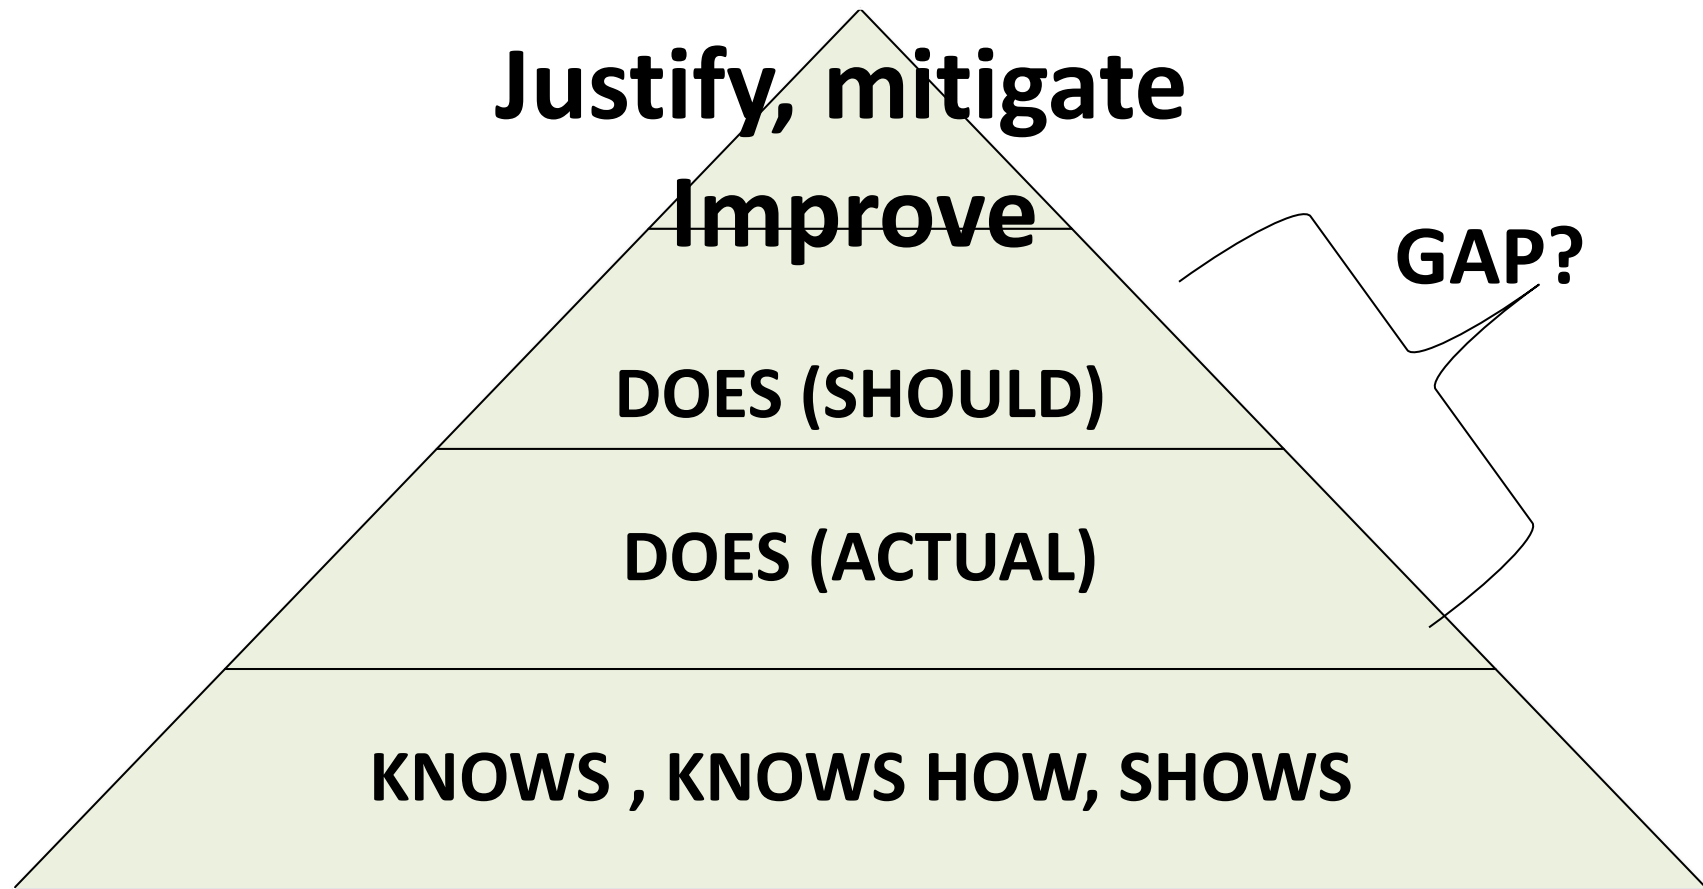 Justify, mitigate
Improve
GAP?
DOES (SHOULD)
DOES (ACTUAL)
KNOWS , KNOWS HOW, SHOWS